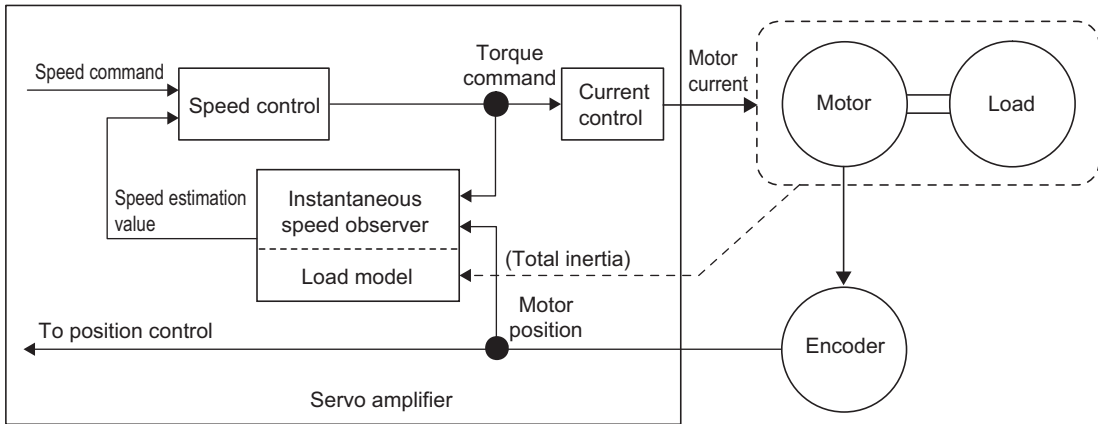 Speed command
Speed control
Torque
command
Current
control
Motor
current
Motor
Load
Speed estimation
value
Instantaneous
speed observer
Load model
(Total inertia)
Motor
position
To position control
Encoder
Servo amplifier